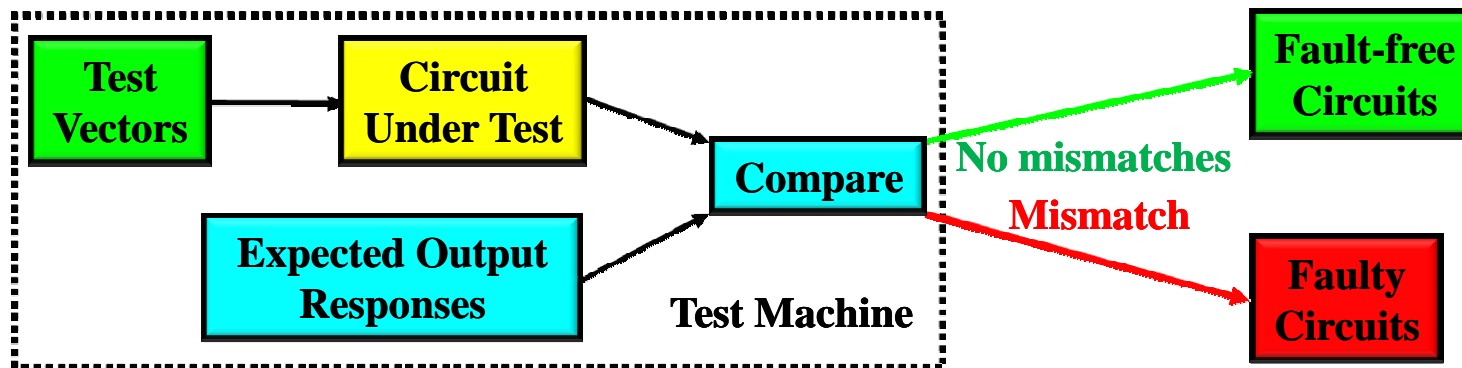 Test
Vectors
Circuit
Under Test
Expected Output
Responses
Compare
Test Machine
No mismatches
Mismatch
Fault-free
Circuits
Faulty
Circuits